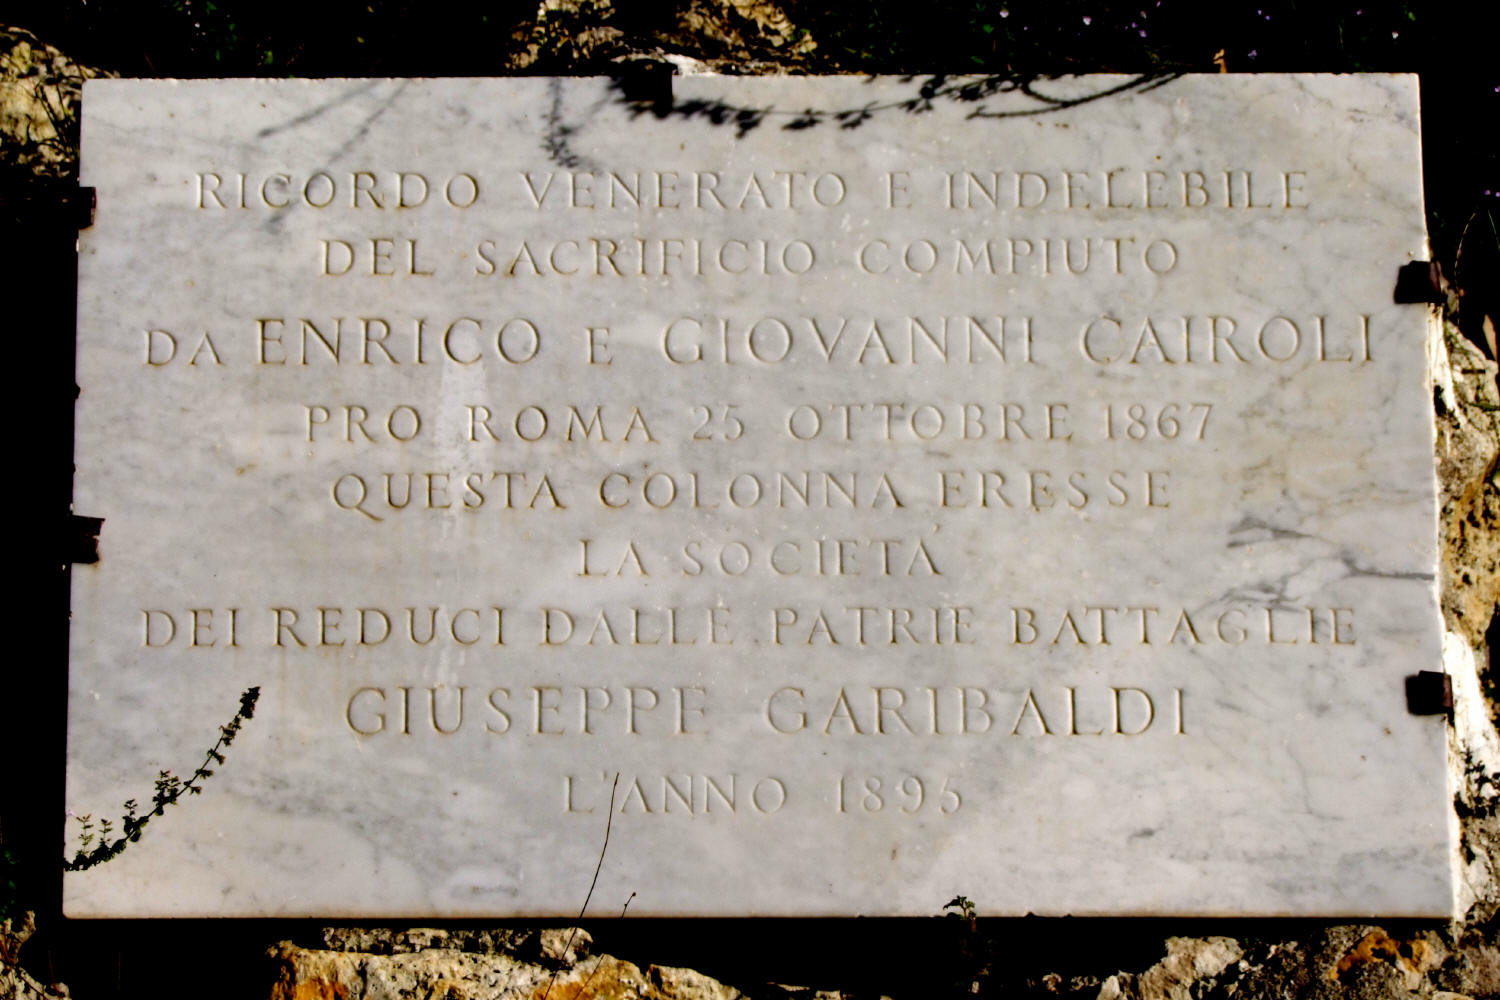 RICORDO VENERATO E INDELEBILE
DEL SACRIFICIO COMPIUTO
DA ENRICO E GIOVANNI CAIROLI
PRO ROMA 25 OTTOBRE 1867
QUESTA COLONNA ERESSE
LA SOCIETÀ
DEI REDUCI DALLE PATRIE BATTAGLIE
GIUSEPPE GARIBALDI
L'ANNO 1895